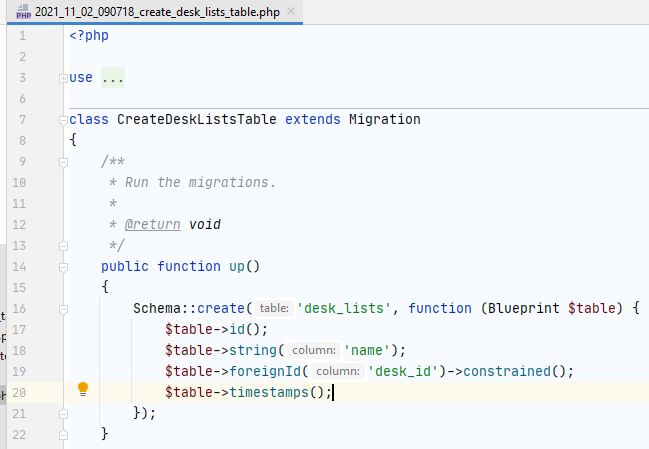 PHP 2021_11_02_090718_create_desk_lists_table.php
1 <?php
2
3 use ...
6
7 class CreateDeskListsTable extends Migration
8 {
9 /**
10 * Run the migrations.
11 *
12 * @return void
13 */
14 public function up()
15 {
16 Schema::create( table: 'desk_lists', function (Blueprint $table) {
17 $table->id();
18 $table->string( column: 'name');
19 $table->foreignId( column: 'desk_id')->constrained();
20 $table->timestamps();
21 });
22 }